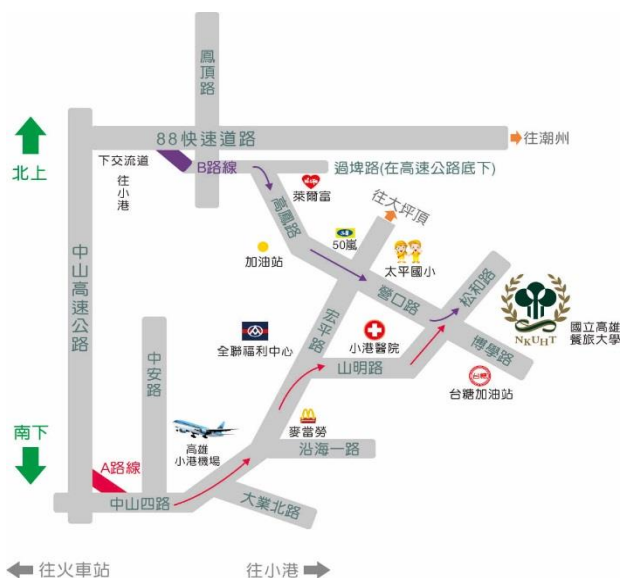 鳳頂路
88快速道路
往潮州
北上
下交流道
往小港
B路線
過埤路(在高速公路底下)
萊爾富
高鳳路
往大坪頂
50嵐
加油站
太平國小
中山高速公路
營口路
松和路
NKUHT
國立高雄
餐旅大學
宏平路
全聯福利中心
小港醫院
博學路
中安路
山明路
台糖
台糖加油站
麥當勞
高雄
小港機場
沿海一路
南下
A路線
中山四路
大業北路
往火車站
往小港